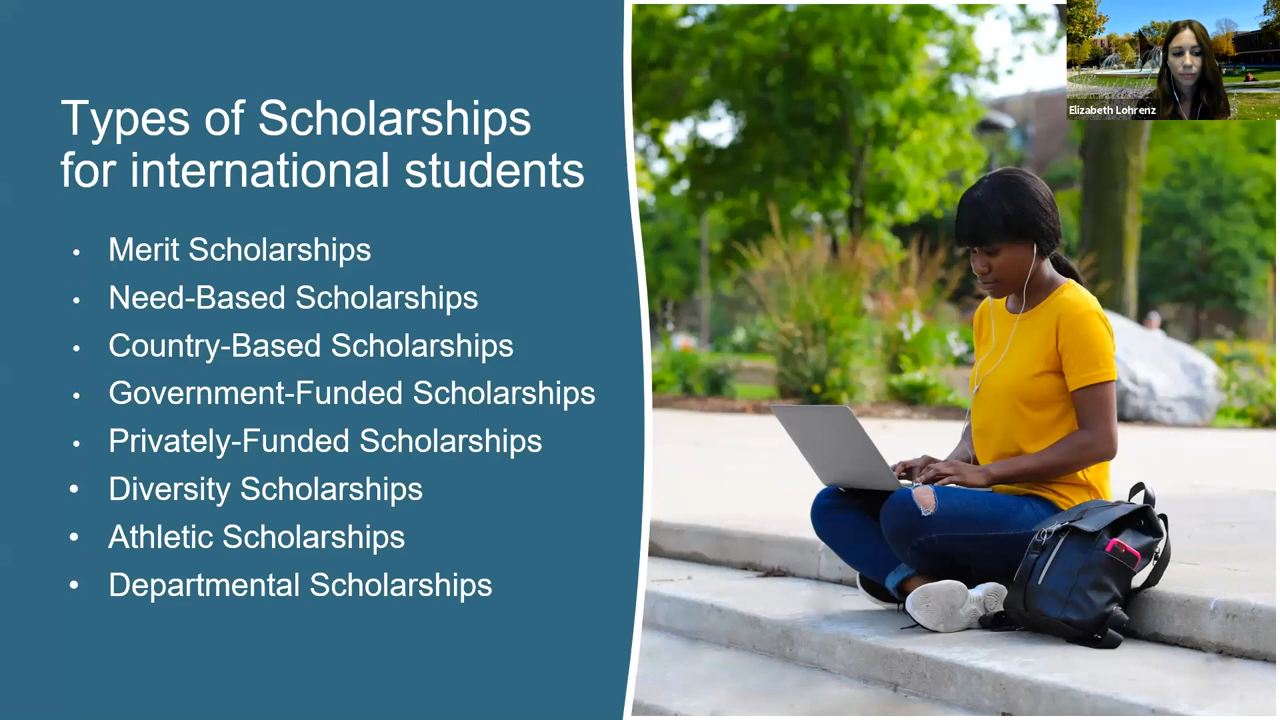 Types of Scholarships
for international students
• Merit Scholarships
• Need-Based Scholarships
• Country-Based Scholarships
• Government-Funded Scholarships
• Privately-Funded Scholarships
• Diversity Scholarships
• Athletic Scholarships
• Departmental Scholarships
Elizabeth Lohrenz